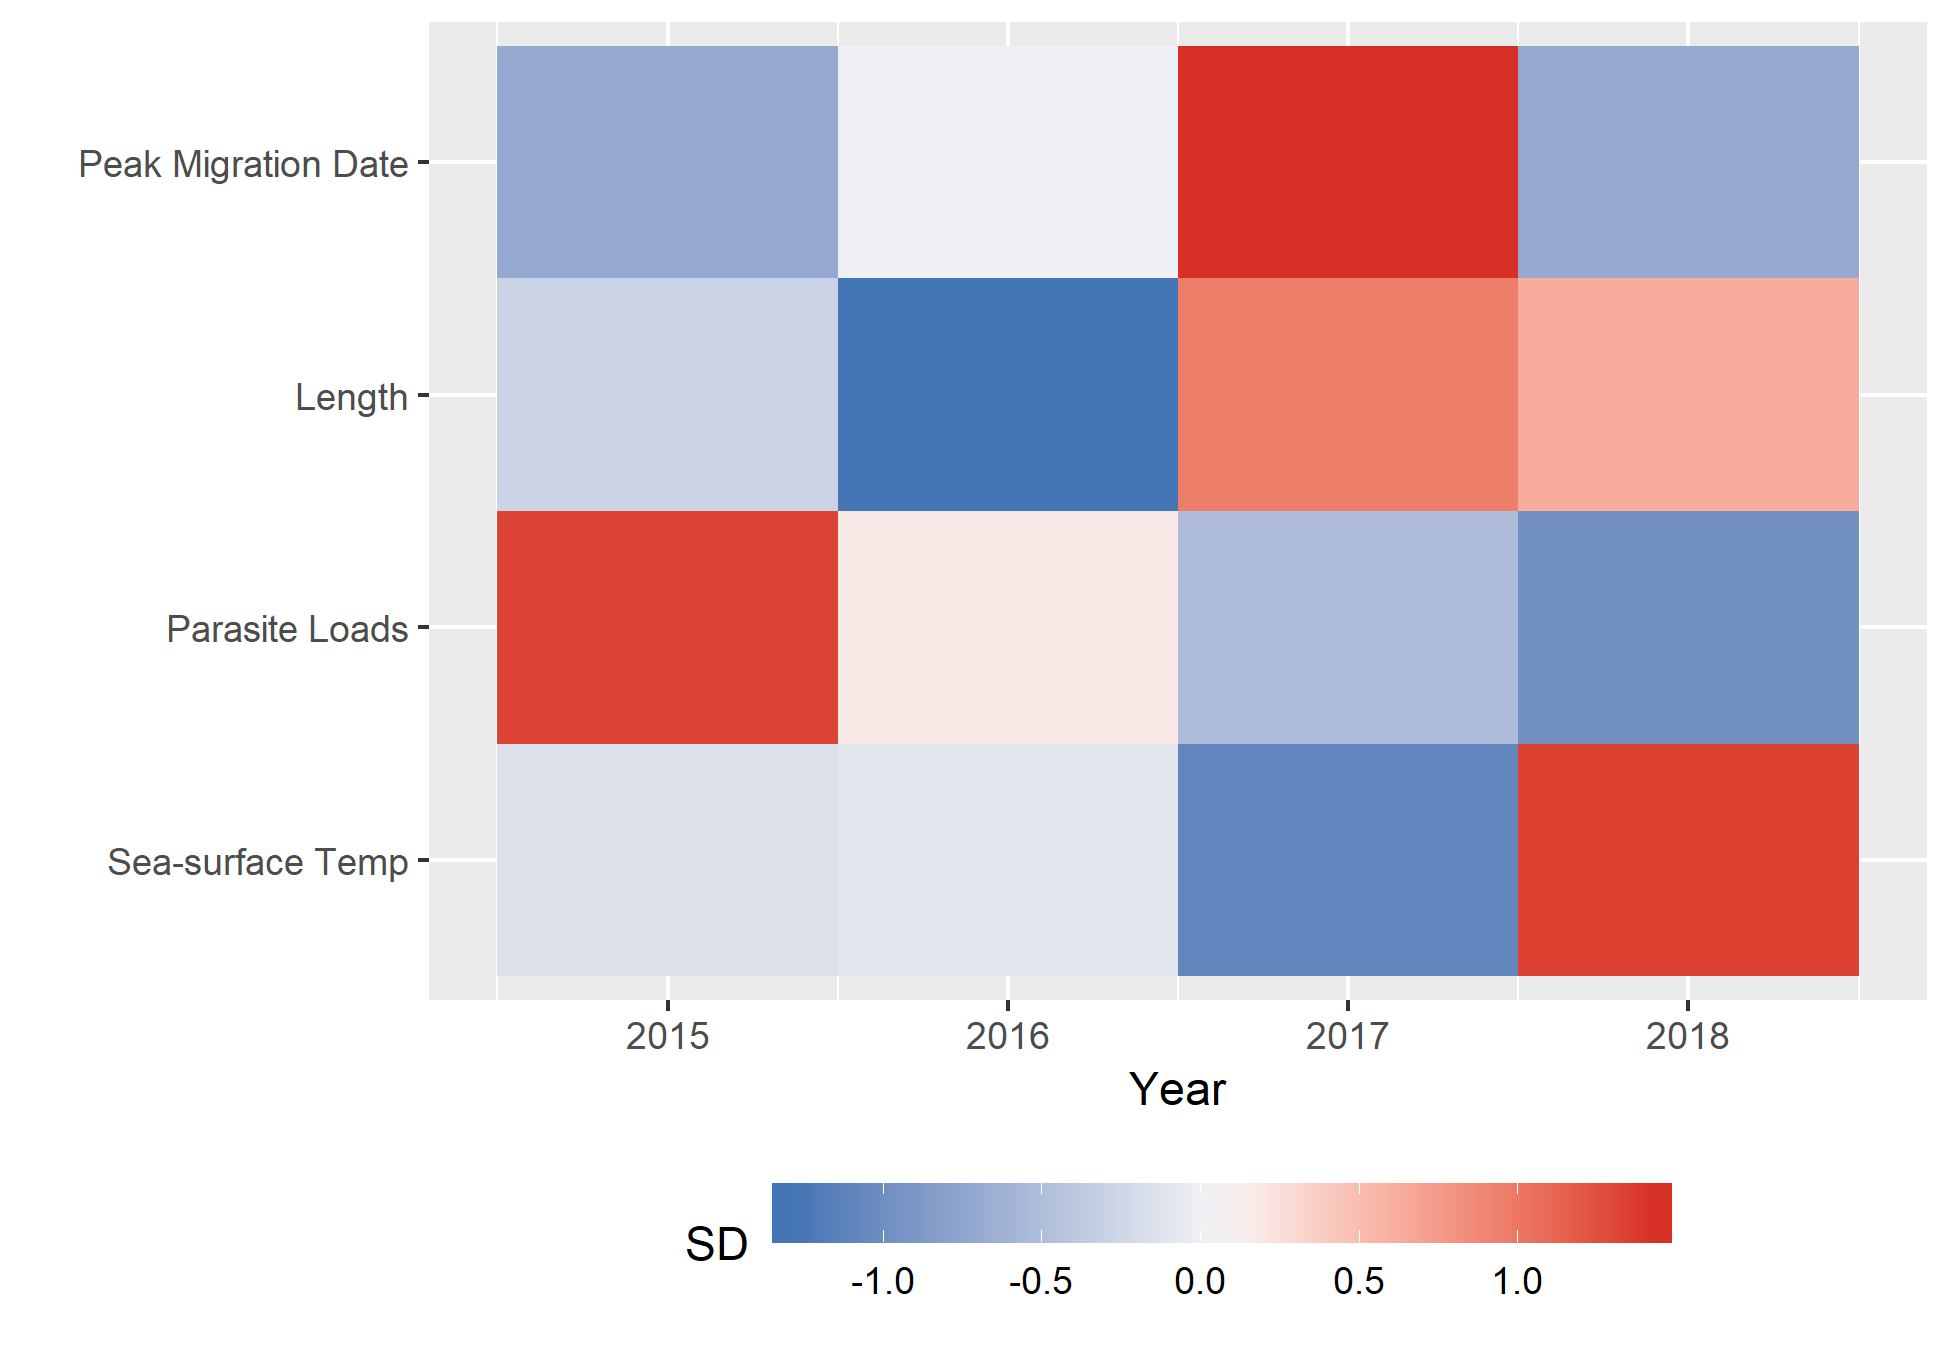 Peak Migration Date
Length
Parasite Loads
Sea-surface Temp
2015 2016 2017 2018
Year
SD
-1.0 -0.5 0.0 0.5 1.0